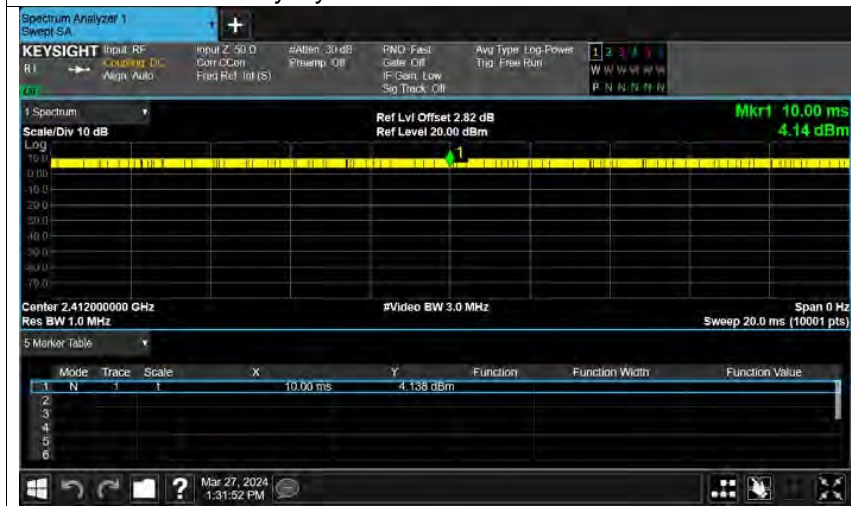 Spectrum Analyzer 1
Swept SA
+
KEYSIGHT Input: RF Input Z: 50 Ω #Atten: 30 dB PNO: Fast Avg Type: Log-Power 1 2 3 4 5 6
Coupling: DC Corr CCorr Preamp: Off Gate: Off Trig: Free Run W W W W W W
Align: Auto Freq Ref: Int (S) IF Gain: Low P N N N N N
Sig Track: Off
1 Spectrum Ref Lvl Offset 2.82 dB Mkr1 10.00 ms
Scale/Div 10 dB Ref Level 20.00 dBm 4.14 dBm
Log
10.0
0.00
1
Center 2.412000000 GHz #Video BW 3.0 MHz Span 0 Hz
Res BW 1.0 MHz Sweep 20.0 ms (10001 pts)
5 Marker Table
Mode Trace Scale X Y Function Function Width Function Value
1 N 1 t 10.00 ms 4.138 dBm
2
3
4
5
6
? Mar 27, 2024
1:31:52 PM